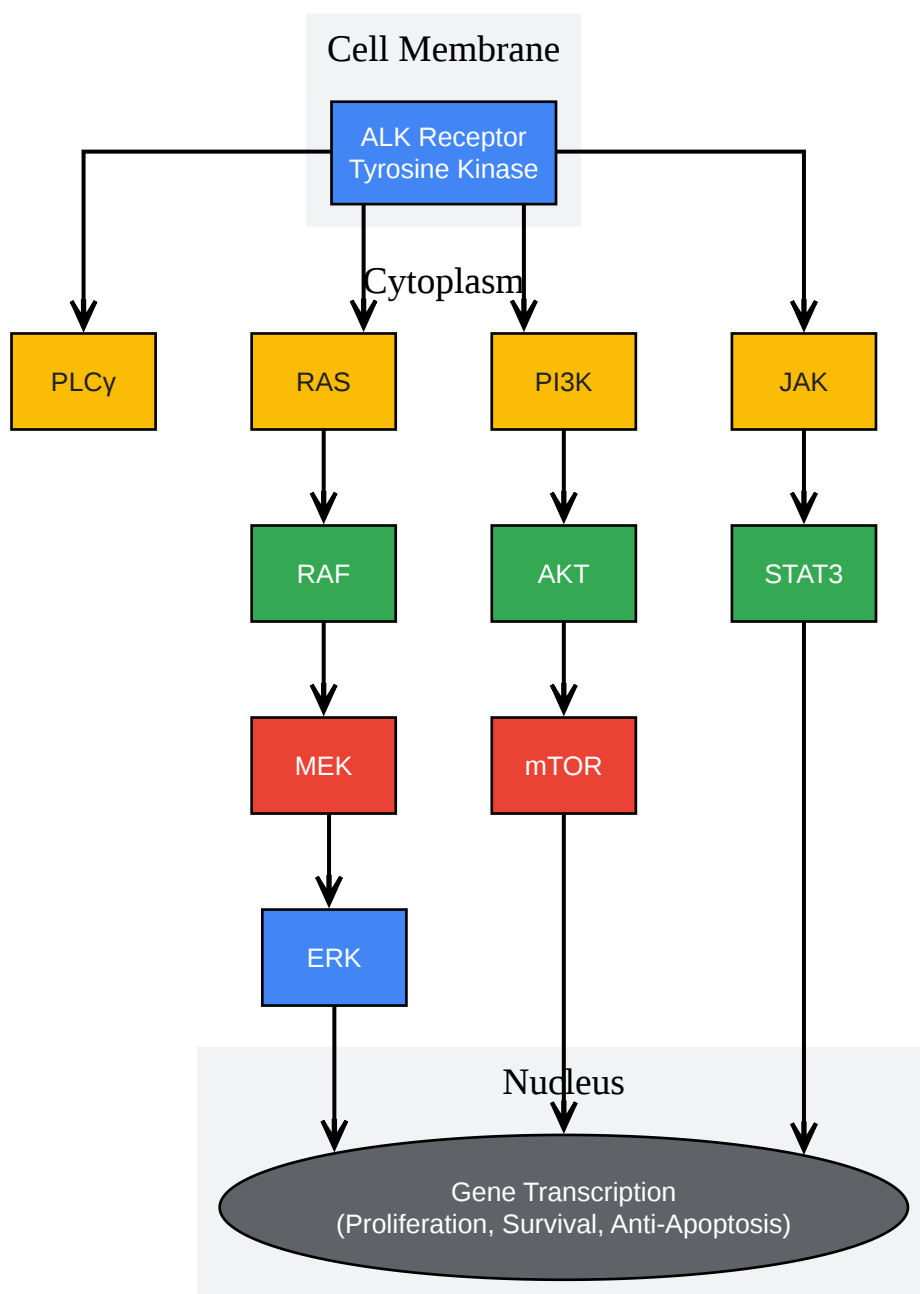 Cell Membrane
ALK Receptor
Tyrosine Kinase
Cytoplasm
PLCγ
RAS
PI3K
JAK
RAF
AKT
STAT3
MEK
mTOR
ERK
Nucleus
Gene Transcription
(Proliferation, Survival, Anti-Apoptosis)